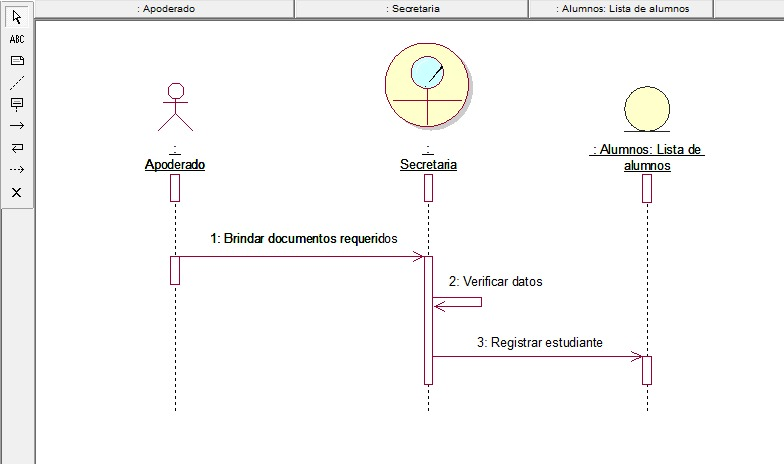 : Apoderado
: Secretaria
: Alumnos: Lista de alumnos
ABC
:
Apoderado
:
Secretaria
: Alumnos: Lista de
alumnos
1: Brindar documentos requeridos
2: Verificar datos
3: Registrar estudiante